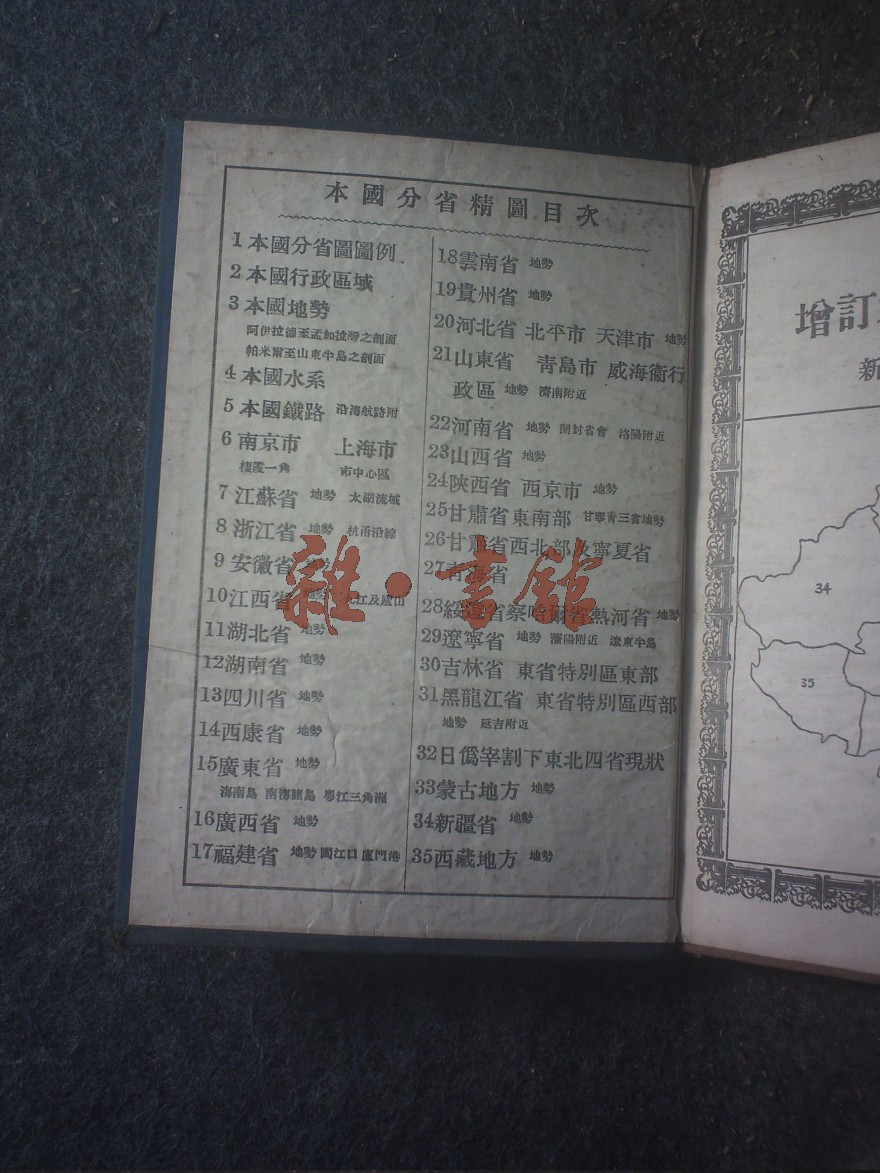 本國分省精圖目次
1本國分省圖圖例
2本國行政區域
3本國地勢
阿伊拉德至孟加拉灣之剖面
帕米爾至山東半島之剖面
4本國水系
5本國鐵路 沿海航路附
6南京市 上海市
棲霞一角 市中心區
7江蘇省 地勢 太湖流域
8浙江省 地勢 杭甬沿線
9安徽省 地勢
10江西省 地勢 九江及廬山
11湖北省 地勢
12湖南省 地勢
13四川省 地勢
14西康省 地勢
15廣東省 地勢
海南島 南海諸島 粵江三角洲
16廣西省 地勢
17福建省 地勢 閩江口 廈門港
18雲南省 地勢
19貴州省 地勢
20河北省 北平市 天津市 地勢
21山東省 青島市 威海衞行
政區 地勢 濟南附近
22河南省 地勢 開封省會 洛陽附近
23山西省 地勢
24陝西省 西京市 地勢
25甘肅省東南部 甘寧青三省地勢
26甘肅省西北部及寧夏省
27青海省
28綏遠省察哈爾省熱河省 地勢
29遼寧省 地勢 瀋陽附近 遼東半島
30吉林省 東省特別區東部
31黑龍江省 東省特別區西部
地勢 延吉附近
32日僞宰割下東北四省現狀
33蒙古地方 地勢
34新疆省 地勢
35西藏地方 地勢
雜·書館
增訂
新
34
35